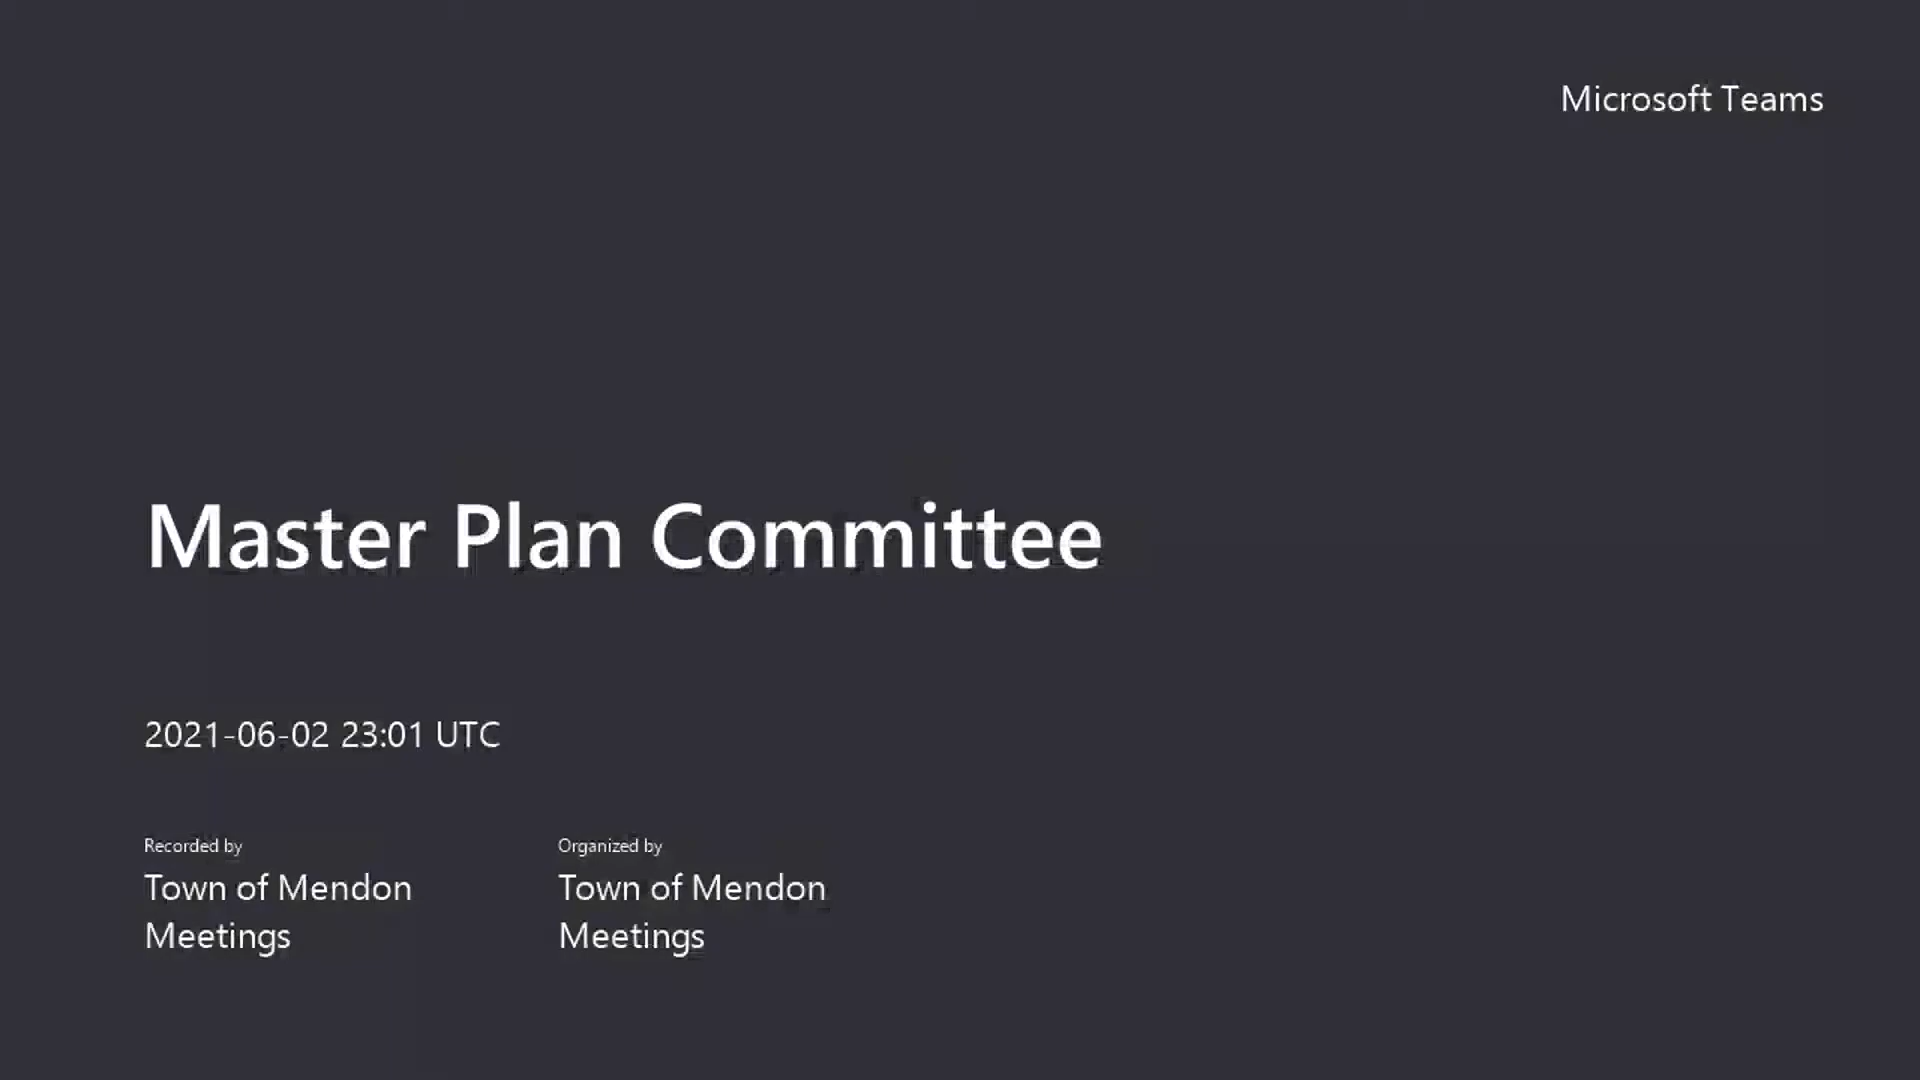 Microsoft Teams
Master Plan Committee
2021-06-02 23:01 UTC
Recorded by
Town of Mendon
Meetings
Organized by
Town of Mendon
Meetings